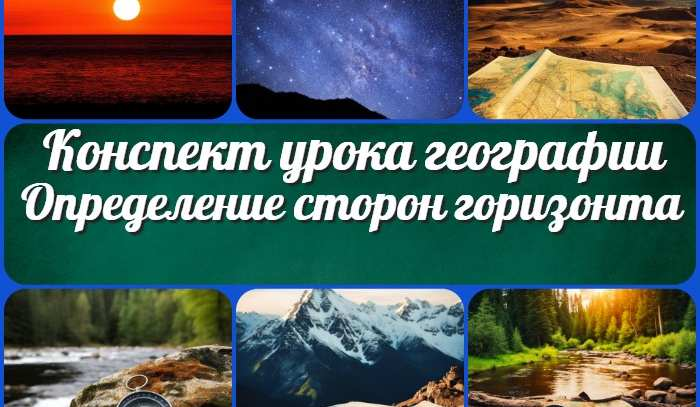 Конспект урока географии
Определение сторон горизонта